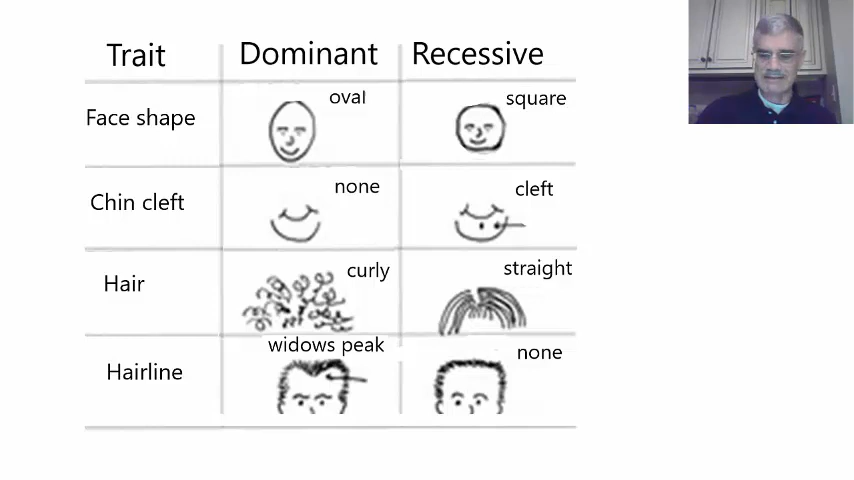 Trait Dominant Recessive
Face shape oval square
Chin cleft none cleft
Hair curly straight
Hairline widows peak none